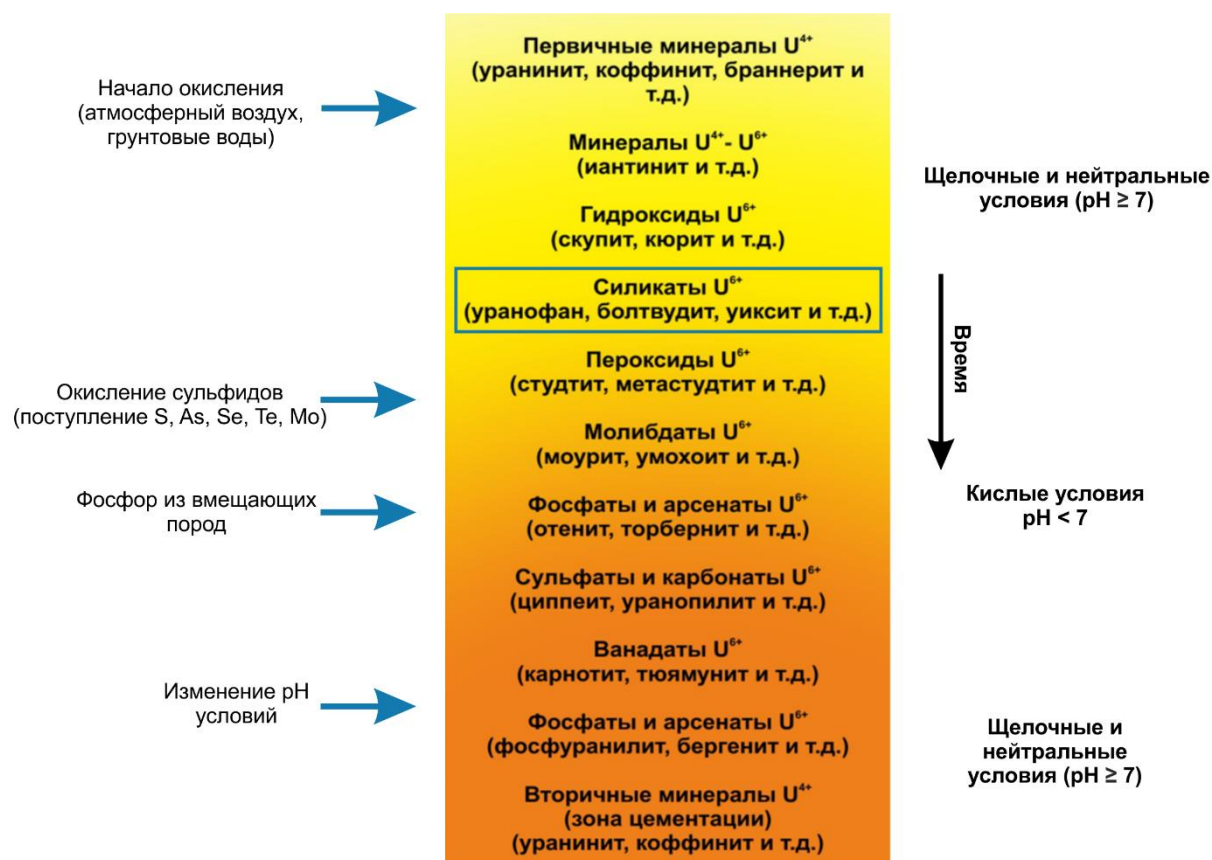 Первичные минералы U⁴⁺
(уранинит, коффинит, браннерит и
т.д.)
Начало окисления
(атмосферный воздух,
грунтовые воды)
Минералы U⁴⁺- U⁶⁺
(иантинит и т.д.)
Щелочные и нейтральные
условия (pH ≥ 7)
Гидроксиды U⁶⁺
(скупит, кюрит и т.д.)
Силикаты U⁶⁺
(уранофан, болтвудит, уиксит и т.д.)
Время
Пероксиды U⁶⁺
(студтит, метастудтит и т.д.)
Окисление сульфидов
(поступление S, As, Se, Te, Mo)
Молибдаты U⁶⁺
(моурит, умохоит и т.д.)
Фосфор из вмещающих
пород
Фосфаты и арсенаты U⁶⁺
(отенит, торбернит и т.д.)
Кислые условия
pH < 7
Сульфаты и карбонаты U⁶⁺
(циппеит, уранопилит и т.д.)
Ванадаты U⁶⁺
(карнотит, тюямунит и т.д.)
Изменение pH
условий
Фосфаты и арсенаты U⁶⁺
(фосфуранилит, бергенит и т.д.)
Щелочные и
нейтральные
условия (pH ≥ 7)
Вторичные минералы U⁴⁺
(зона цементации)
(уранинит, коффинит и т.д.)